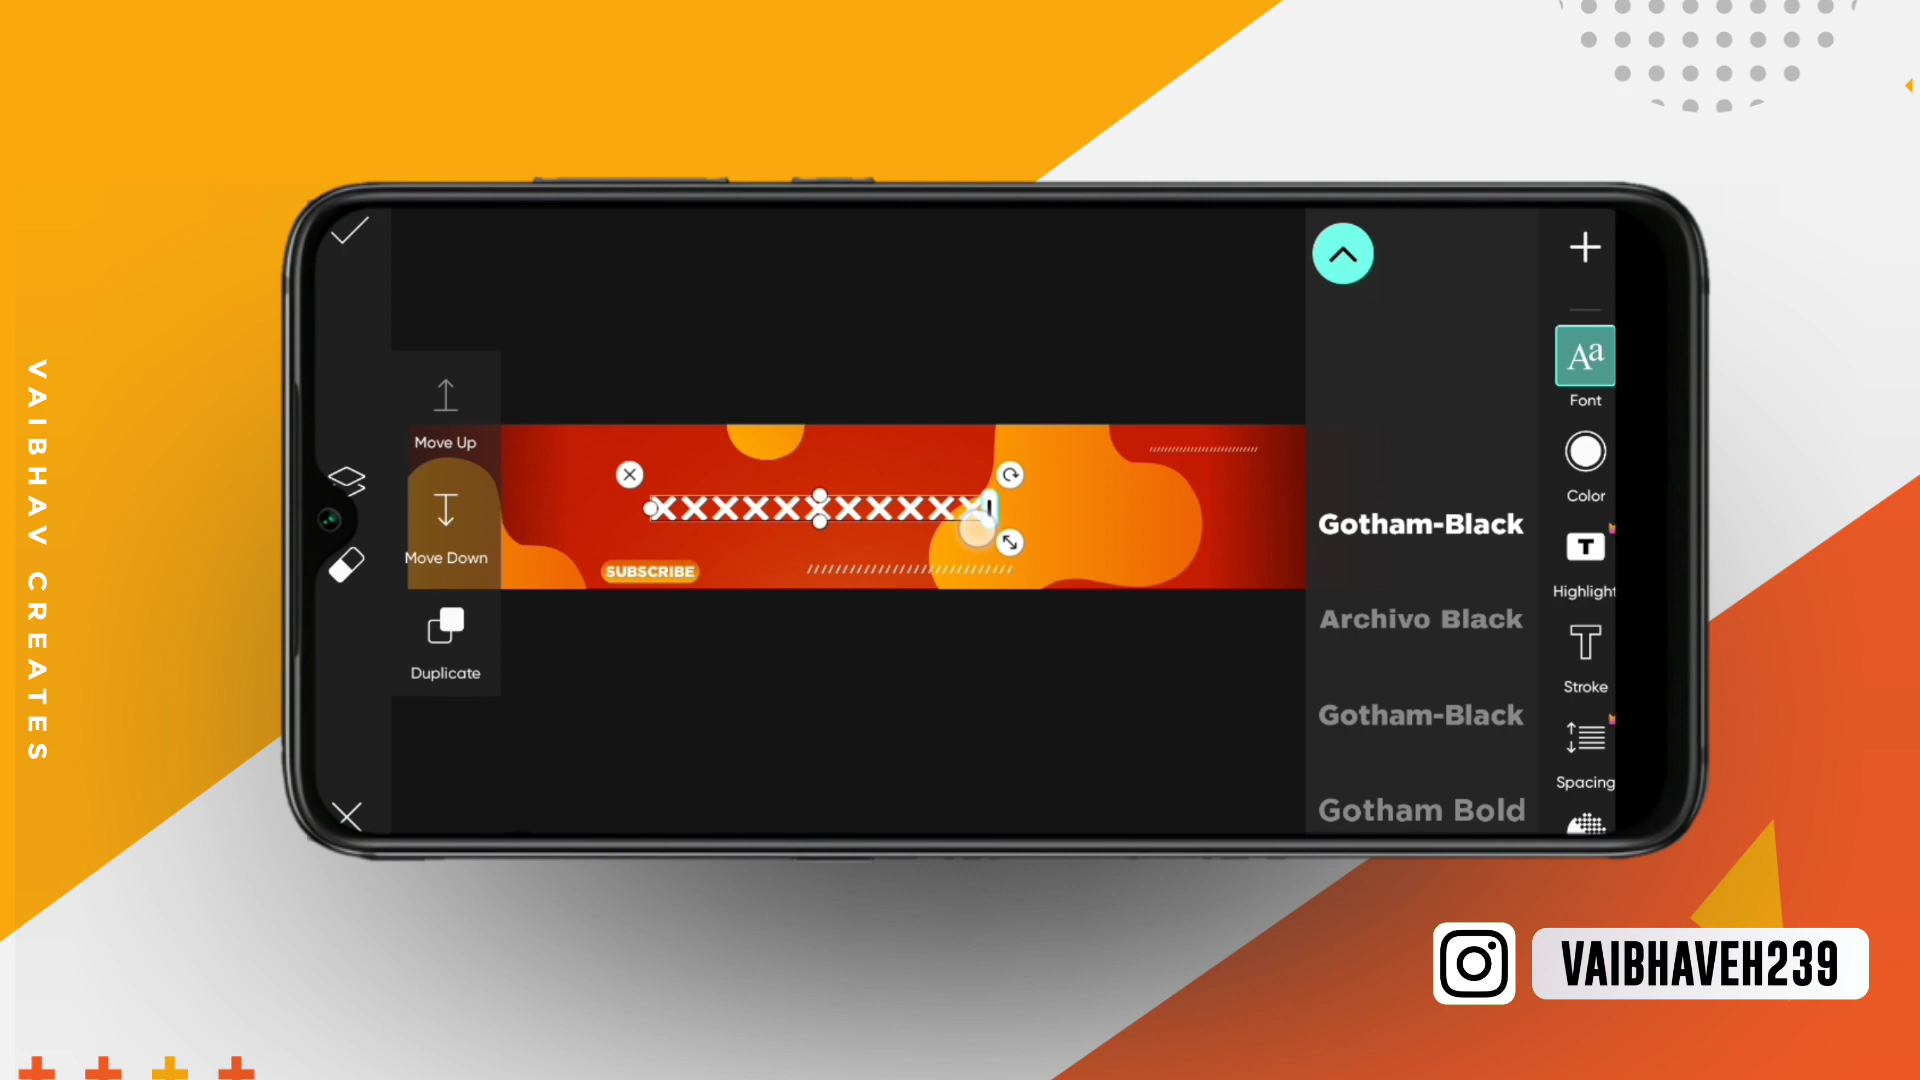 VAIBHAV CREATES
Move Up
Move Down
Duplicate
XXXXXXXXXXX
SUBSCRIBE
Gotham-Black
Archivo Black
Gotham-Black
Gotham Bold
Aa
Font
Color
T
Highlight
T
Stroke
Spacing
VAIBHAVEH239